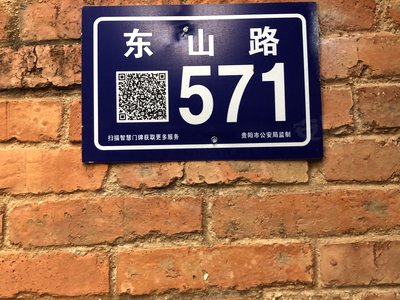 东山路
571
扫描智慧门牌获取更多服务
贵阳市公安局监制